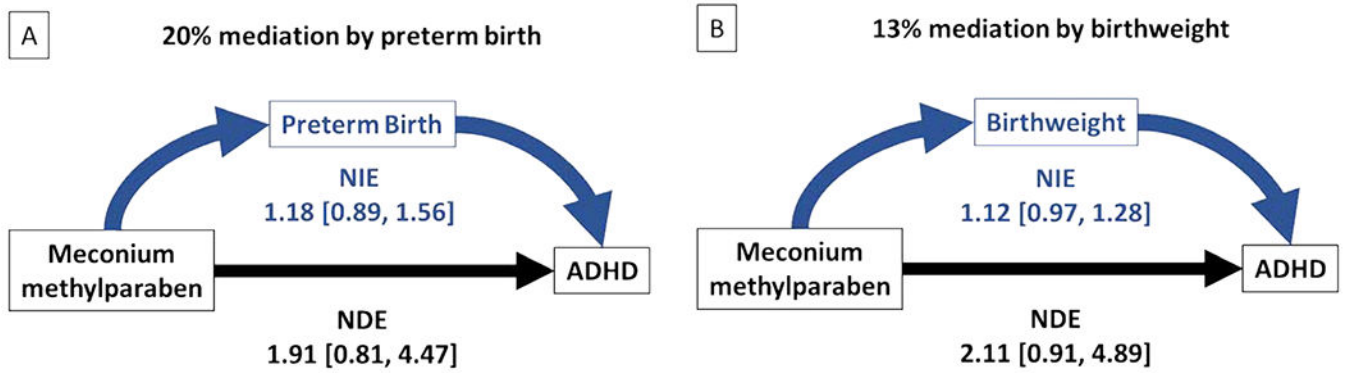 A
20% mediation by preterm birth
Preterm Birth
NIE
1.18 [0.89, 1.56]
Meconium
methylparaben
ADHD
NDE
1.91 [0.81, 4.47]
B
13% mediation by birthweight
Birthweight
NIE
1.12 [0.97, 1.28]
Meconium
methylparaben
ADHD
NDE
2.11 [0.91, 4.89]